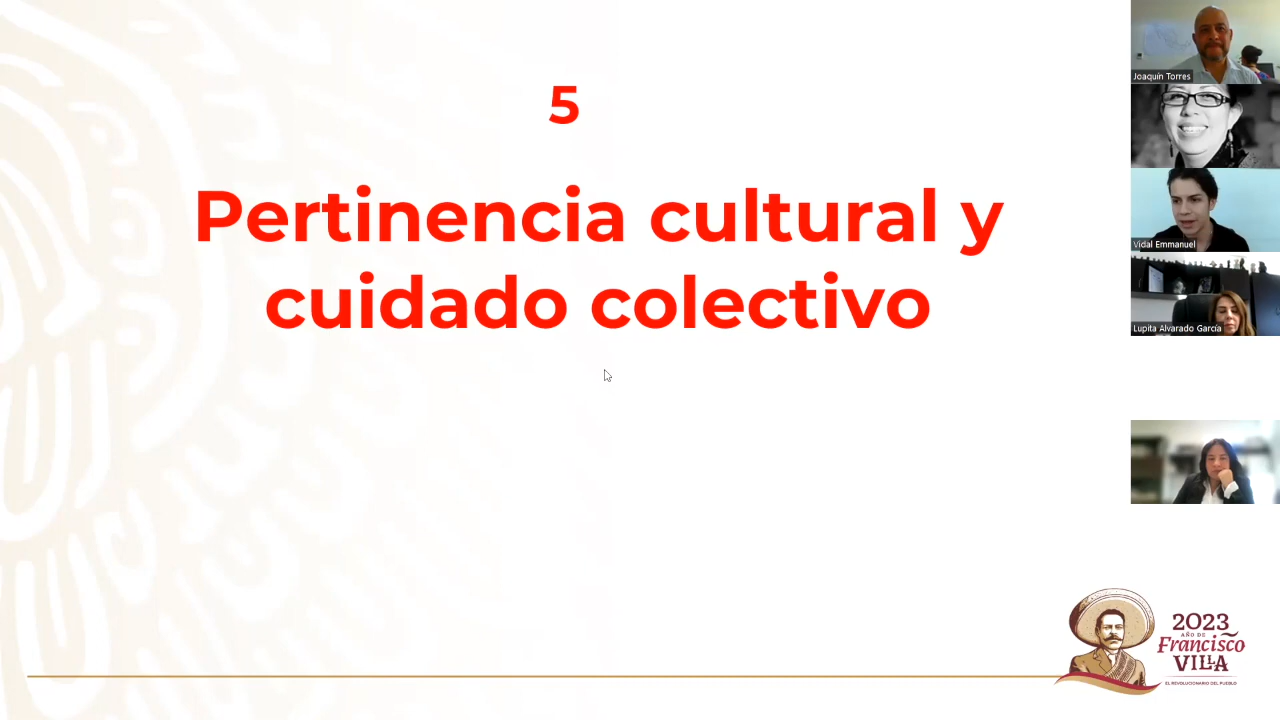 5
Pertinencia cultural y
cuidado colectivo
Joaquín Torres
Vidal Emmanuel
Lupita Alvarado García
2023
AÑO DE
Francisco
VILLA
EL REVOLUCIONARIO DEL PUEBLO